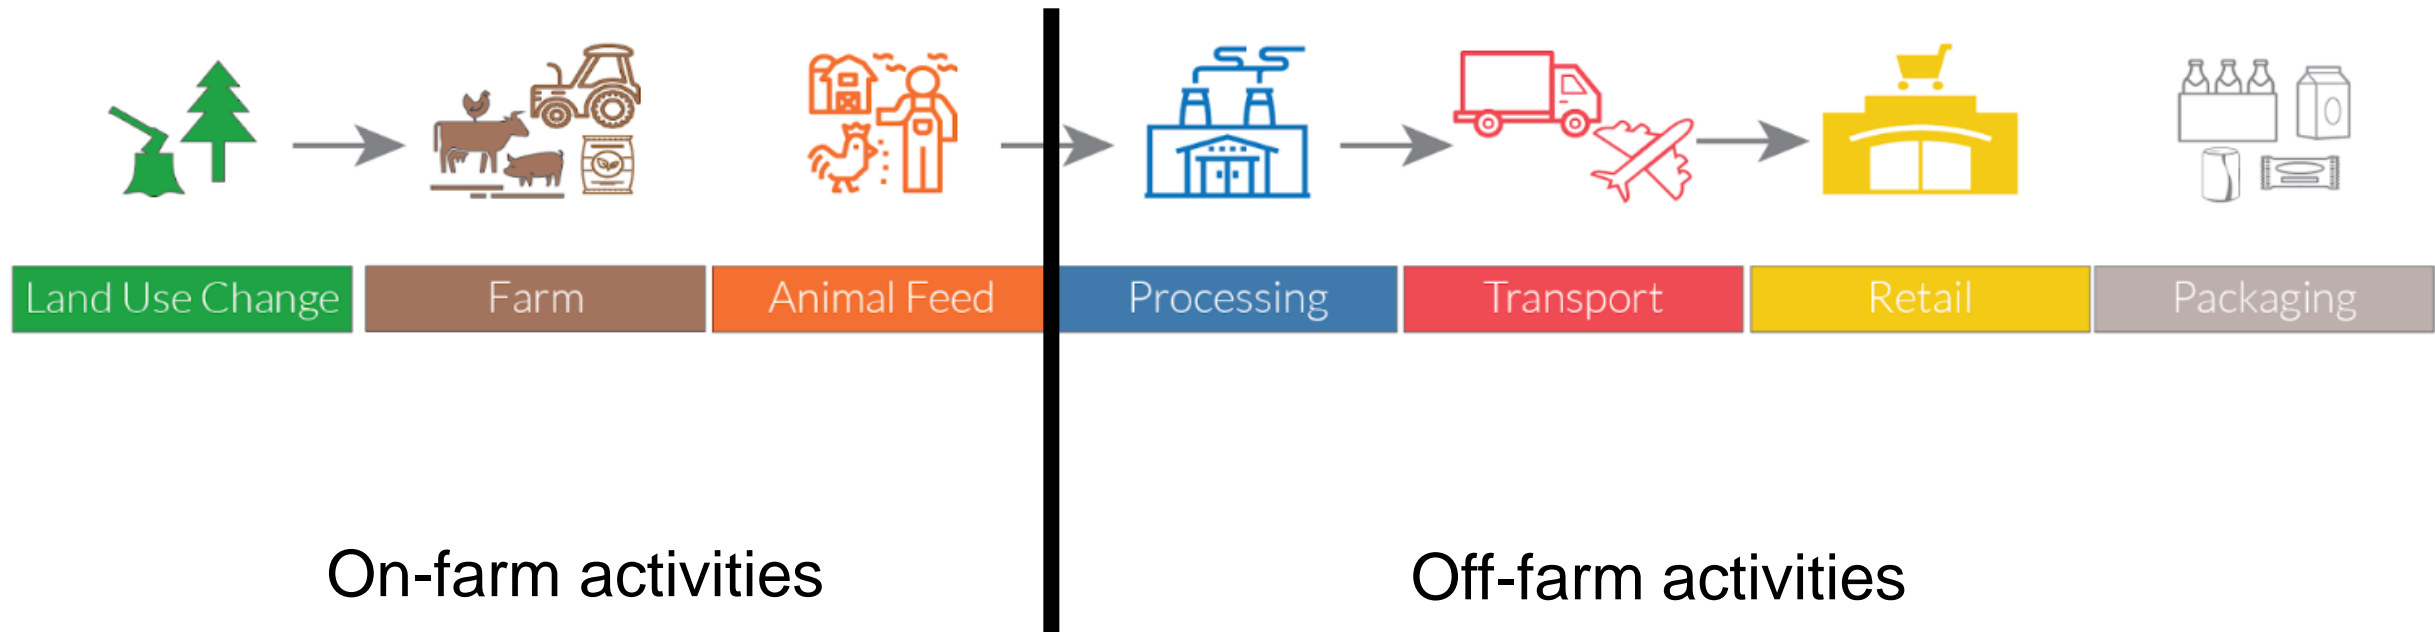 Land Use Change
Farm
Animal Feed
Processing
Transport
Retail
Packaging
On-farm activities
Off-farm activities